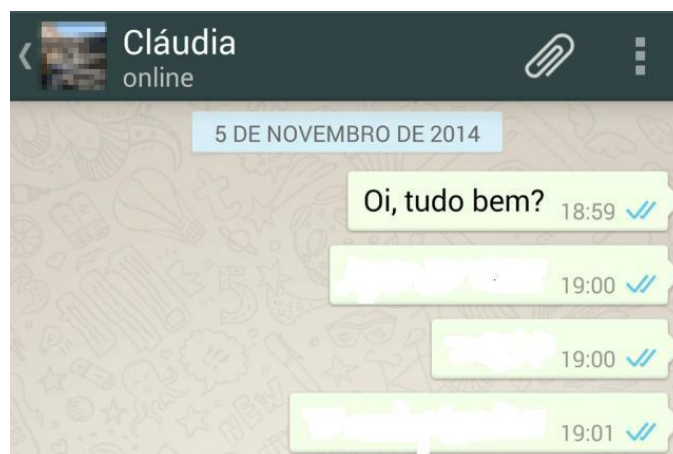 Cláudia
online
5 DE NOVEMBRO DE 2014
Oi, tudo bem? 18:59
19:00
19:00
19:01